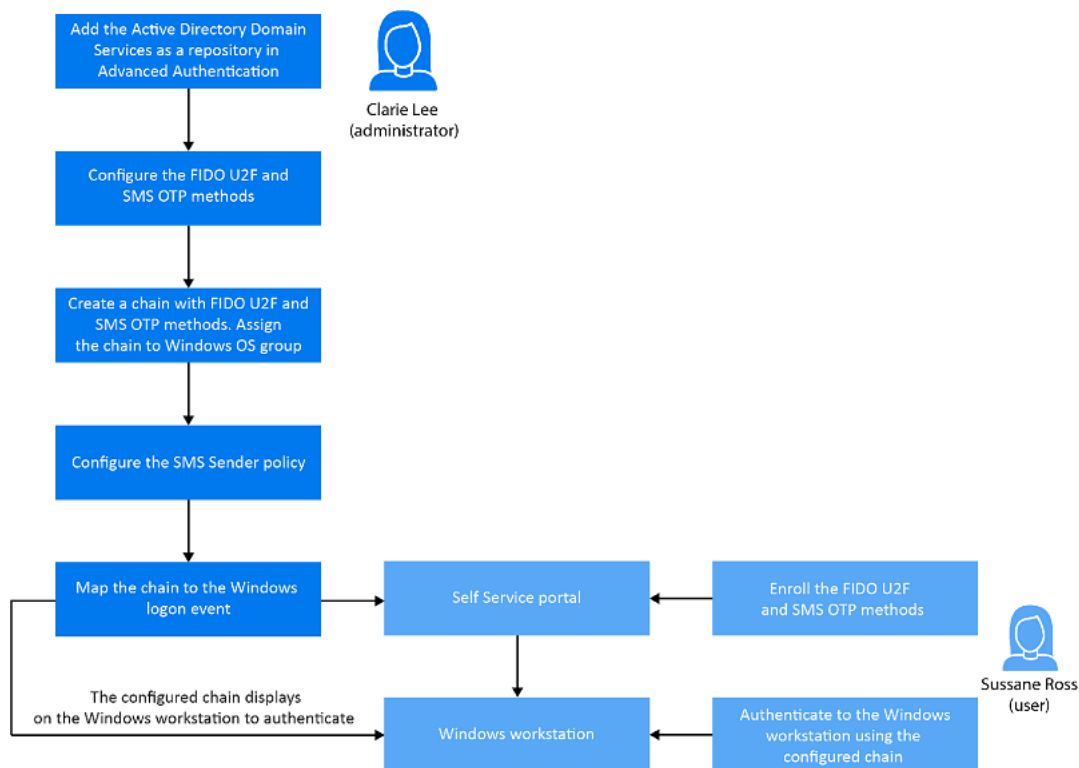 Add the Active Directory Domain
Services as a repository in
Advanced Authentication
Clarie Lee
(administrator)
Configure the FIDO U2F and
SMS OTP methods
Create a chain with FIDO U2F and
SMS OTP methods. Assign
the chain to Windows OS group
Configure the SMS Sender policy
Map the chain to the Windows
logon event
Self Service portal
Enroll the FIDO U2F
and SMS OTP methods
Sussane Ross
(user)
The configured chain displays
on the Windows workstation to authenticate
Windows workstation
Authenticate to the Windows
workstation using the
configured chain